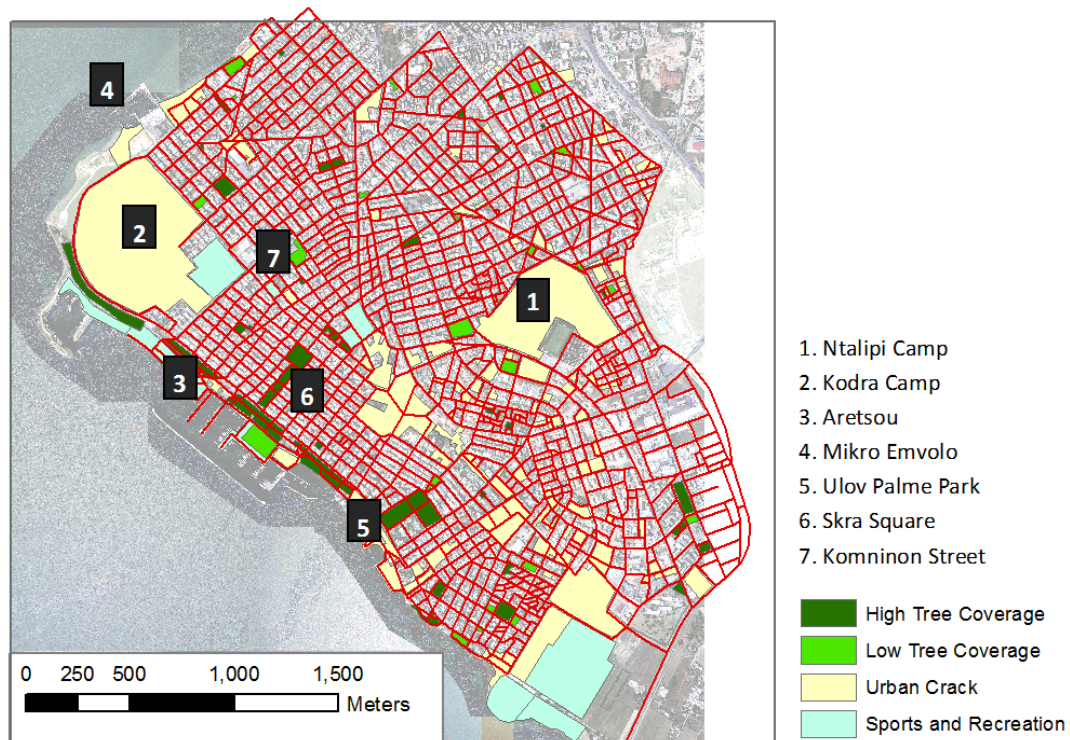 4
2
7
1
3
6
5
1. Ntalipi Camp
2. Kodra Camp
3. Aretsou
4. Mikro Emvolo
5. Ulov Palme Park
6. Skra Square
7. Komninon Street
High Tree Coverage
Low Tree Coverage
Urban Crack
Sports and Recreation
0 250 500 1,000 1,500
Meters